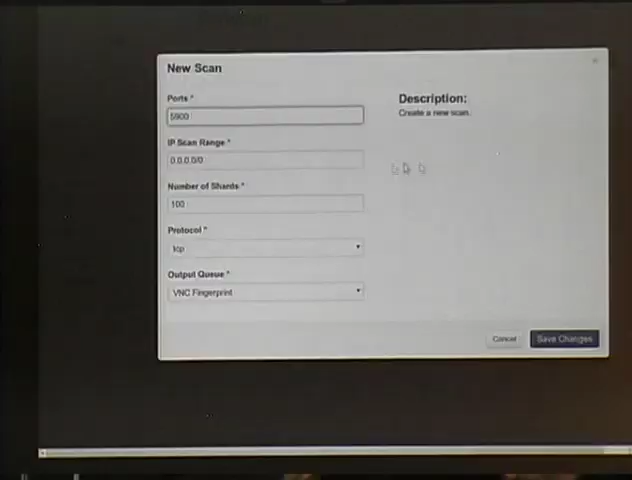 New Scan
Ports *
5900
Description:
Create a new scan.
IP Scan Range *
0.0.0.0/0
Number of Shards *
100
Protocol *
tcp
Output Queue *
VNC Fingerprint
Cancel
Save Changes